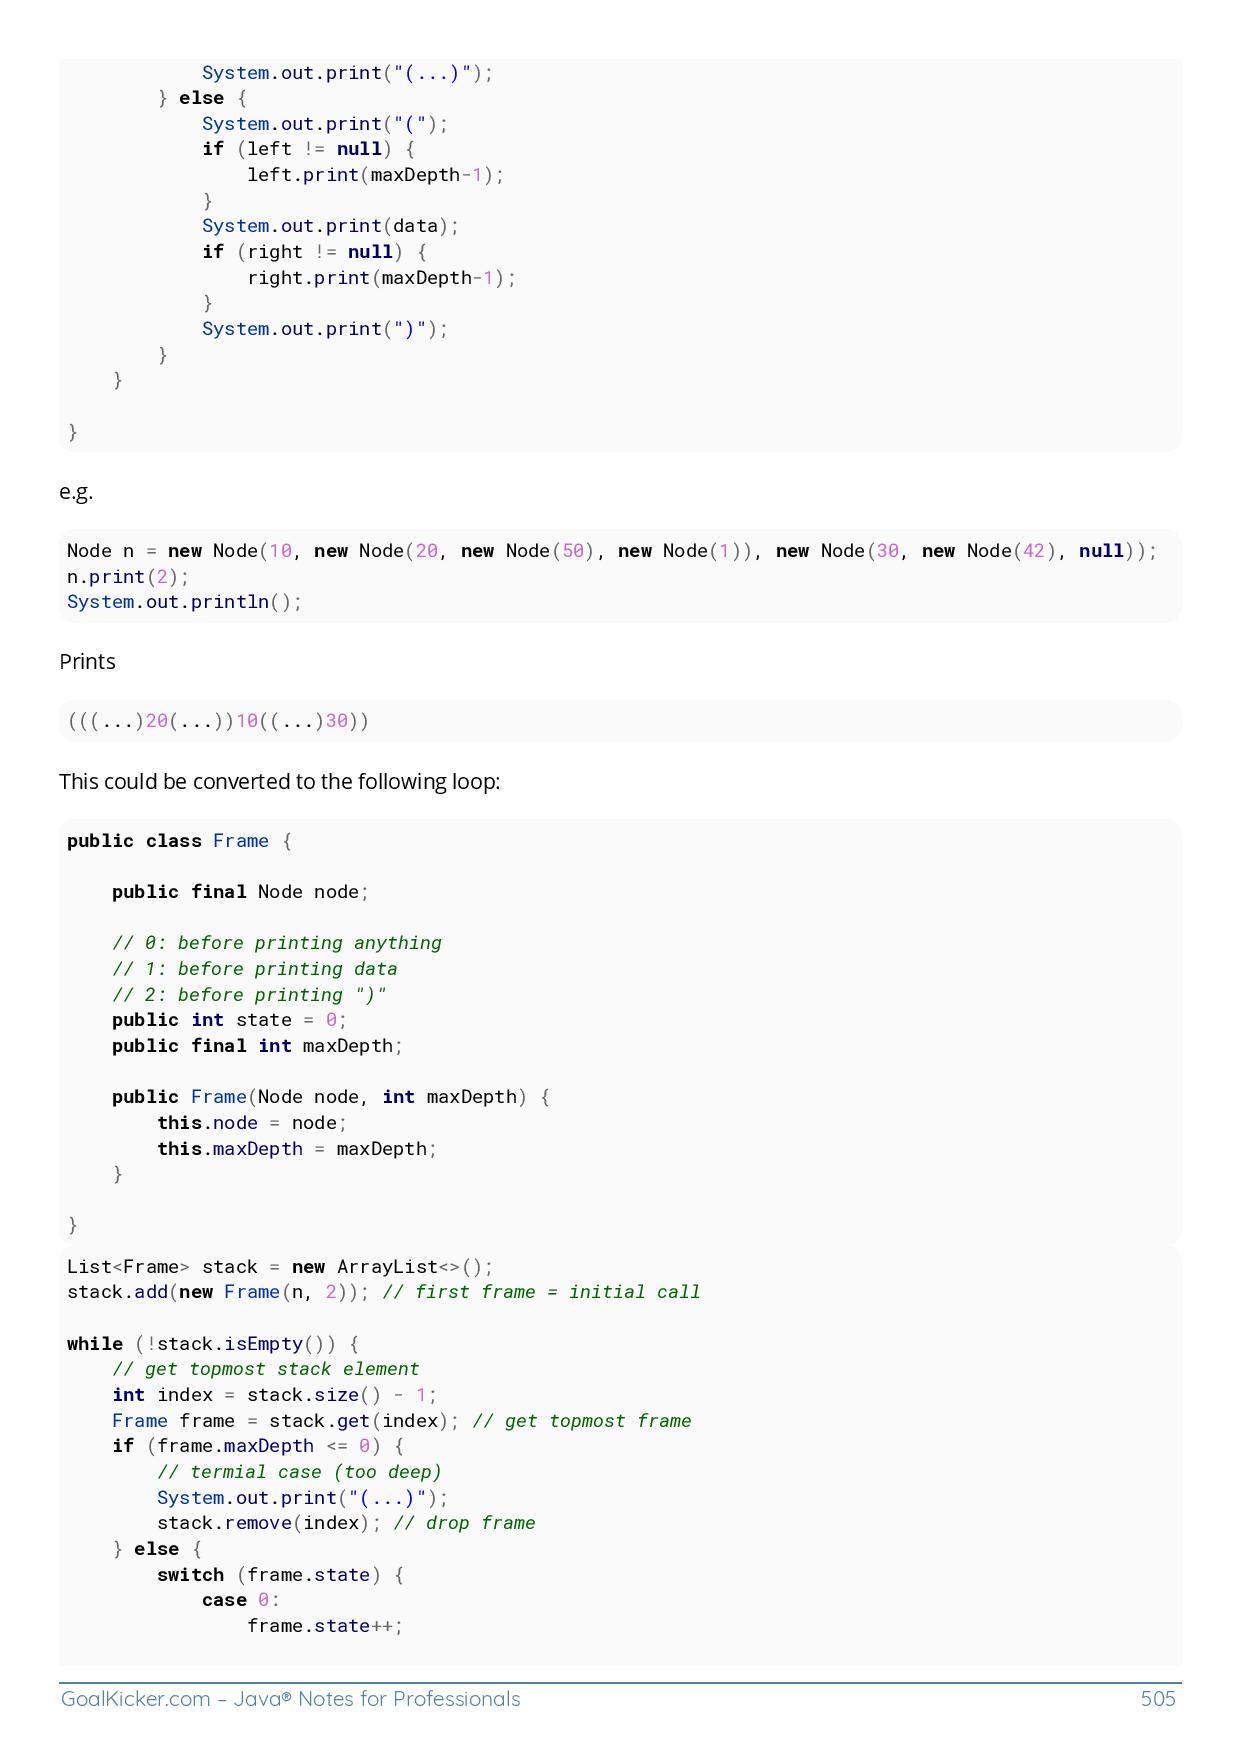 System.out.print("(...)");
        } else {
            System.out.print("(");
            if (left != null) {
                left.print(maxDepth-1);
            }
            System.out.print(data);
            if (right != null) {
                right.print(maxDepth-1);
            }
            System.out.print(")");
        }
    }

}
e.g.
Node n = new Node(10, new Node(20, new Node(50), new Node(1)), new Node(30, new Node(42), null));
n.print(2);
System.out.println();
Prints
(((...)20(...))10((...)30))
This could be converted to the following loop:
public class Frame {

    public final Node node;

    // 0: before printing anything
    // 1: before printing data
    // 2: before printing ")"
    public int state = 0;
    public final int maxDepth;

    public Frame(Node node, int maxDepth) {
        this.node = node;
        this.maxDepth = maxDepth;
    }

}
List<Frame> stack = new ArrayList<>();
stack.add(new Frame(n, 2)); // first frame = initial call

while (!stack.isEmpty()) {
    // get topmost stack element
    int index = stack.size() - 1;
    Frame frame = stack.get(index); // get topmost frame
    if (frame.maxDepth <= 0) {
        // termial case (too deep)
        System.out.print("(...)");
        stack.remove(index); // drop frame
    } else {
        switch (frame.state) {
            case 0:
                frame.state++;
GoalKicker.com – Java® Notes for Professionals 505